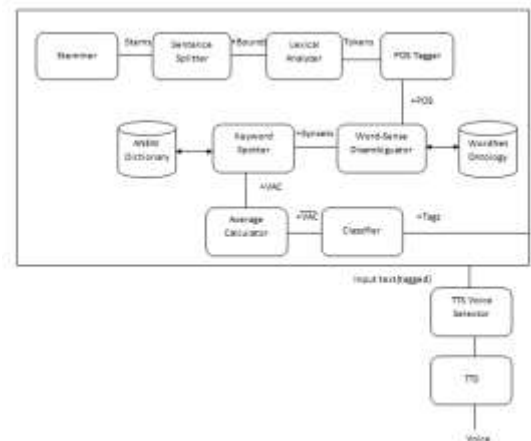 Stemmer
Stems
Sentence
Splitter
+Bound
Lexical
Analyzer
Tokens
POS Tagger
+POS
ANEW
Dictionary
Keyword
Spotter
+Synsets
Word-Sense
Disambiguator
WordNet
Ontology
+VAC
Average
Calculator
+VAC
Classifier
+Tags
Input text(tagged)
TTS Voice
Selector
TTS
Voice